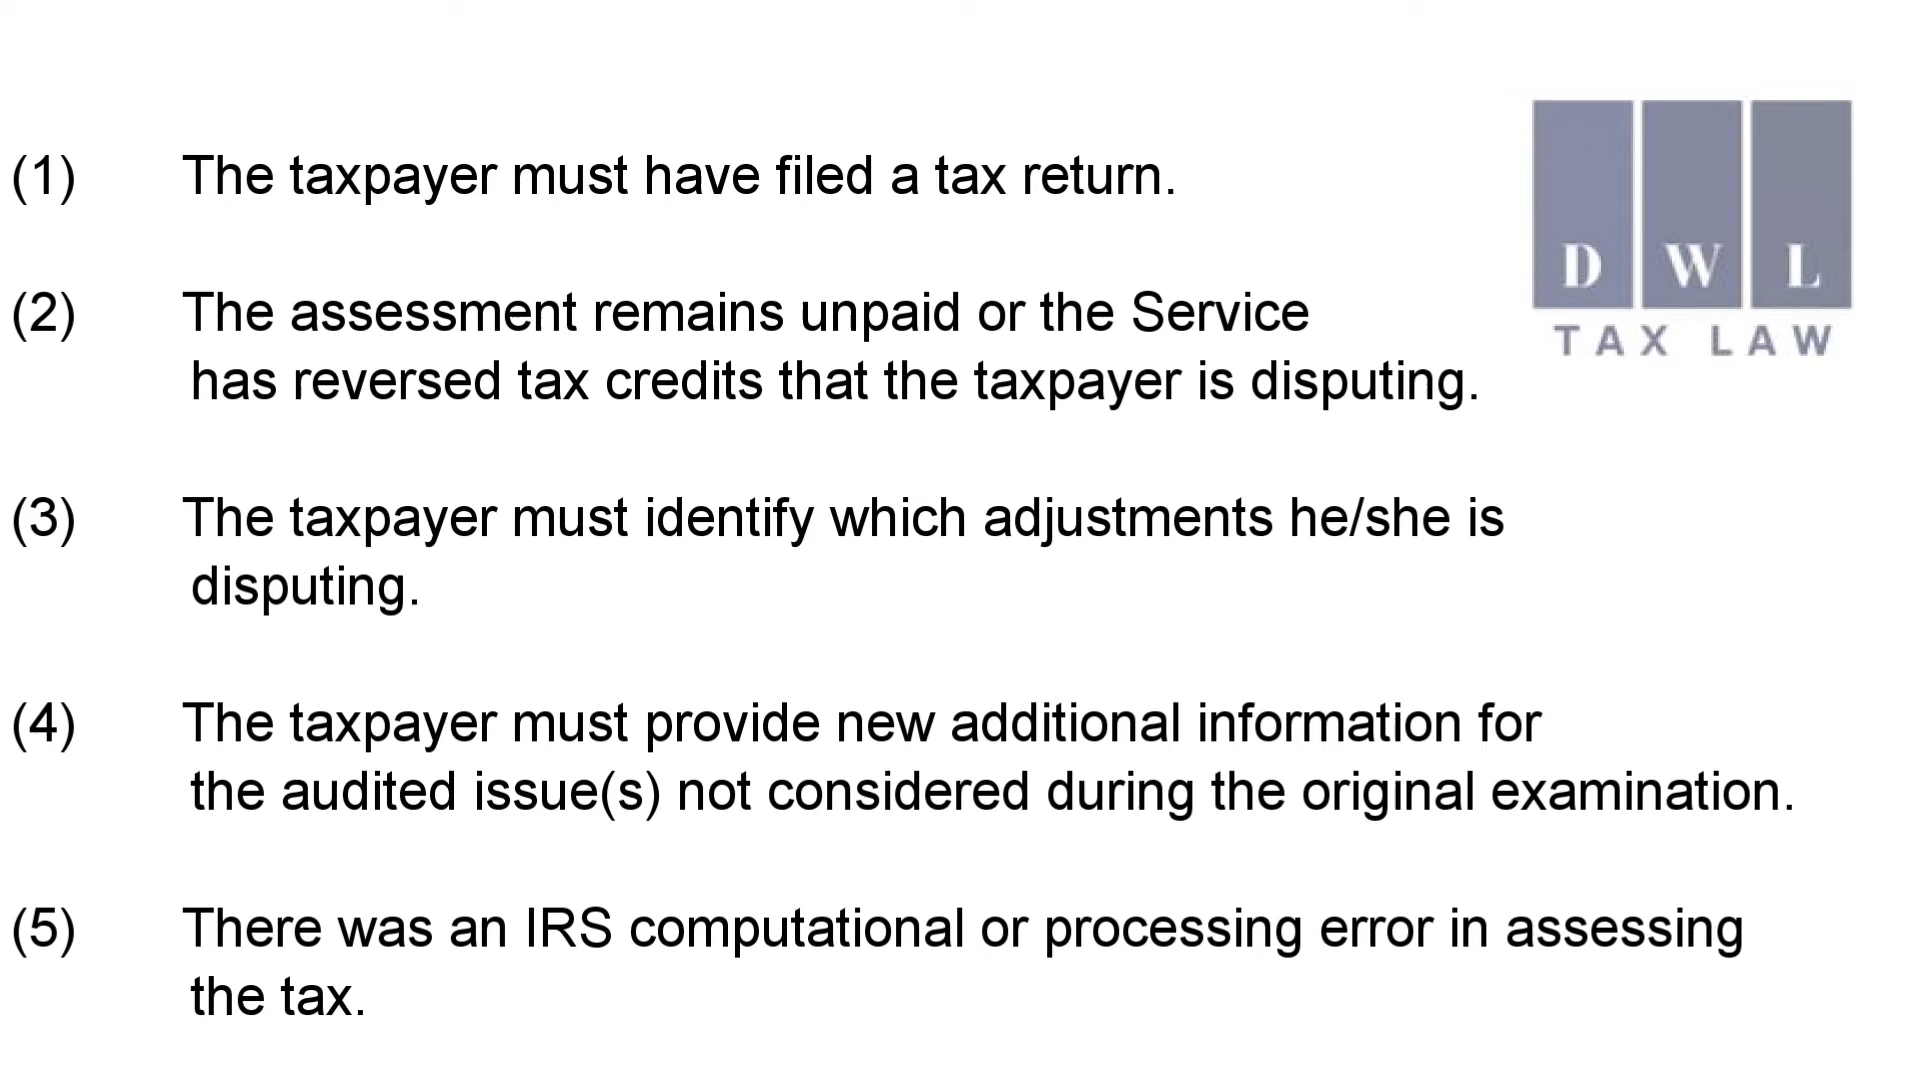 (1) The taxpayer must have filed a tax return.
D W L
TAX LAW
(2) The assessment remains unpaid or the Service
has reversed tax credits that the taxpayer is disputing.
(3) The taxpayer must identify which adjustments he/she is
disputing.
(4) The taxpayer must provide new additional information for
the audited issue(s) not considered during the original examination.
(5) There was an IRS computational or processing error in assessing
the tax.